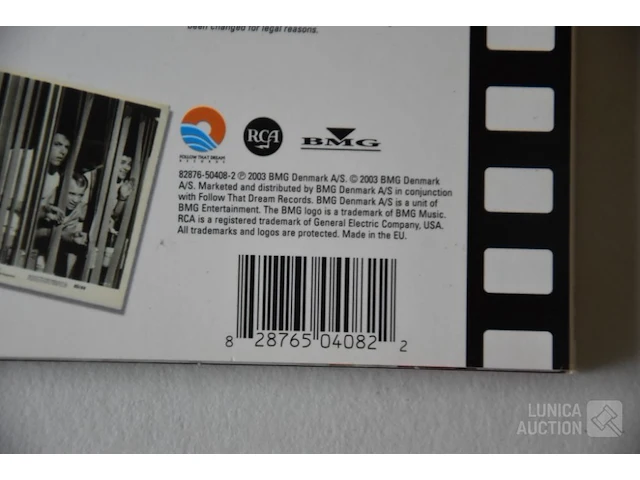 been changed for legal reasons.
FOLLOW THAT DREAM
RECORDS
RCA
BMG
82876-50408-2 ℗ 2003 BMG Denmark A/S. © 2003 BMG Denmark
A/S. Marketed and distributed by BMG Denmark A/S in conjunction
with Follow That Dream Records. BMG Denmark A/S is a unit of
BMG Entertainment. The BMG logo is a trademark of BMG Music.
RCA is a registered trademark of General Electric Company, USA.
All trademarks and logos are protected. Made in the EU.
8 28765 04082 2
LUNICA
AUCTION